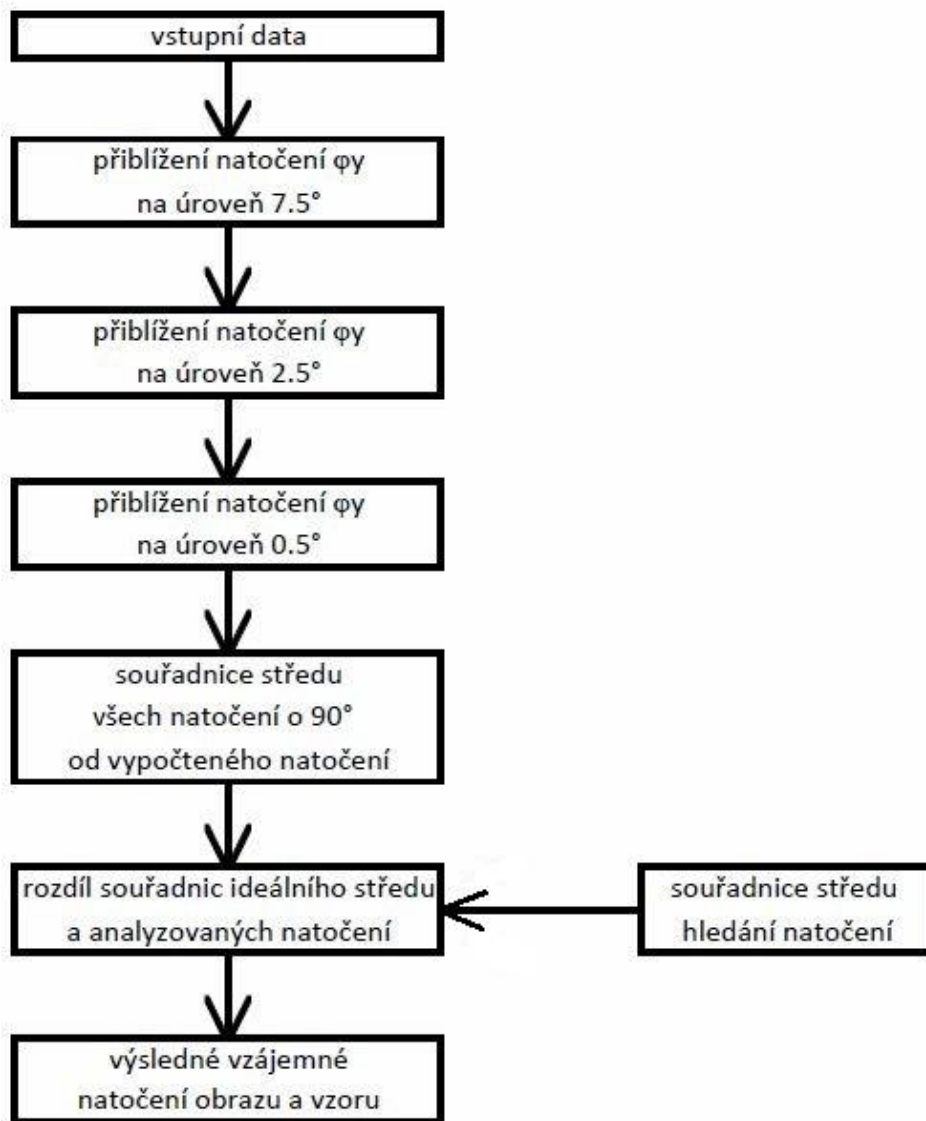 vstupní data
přiblížení natočení φy
na úroveň 7.5°
přiblížení natočení φy
na úroveň 2.5°
přiblížení natočení φy
na úroveň 0.5°
souřadnice středu
všech natočení o 90°
od vypočteného natočení
rozdíl souřadnic ideálního středu
a analyzovaných natočení
souřadnice středu
hledání natočení
výsledné vzájemné
natočení obrazu a vzoru